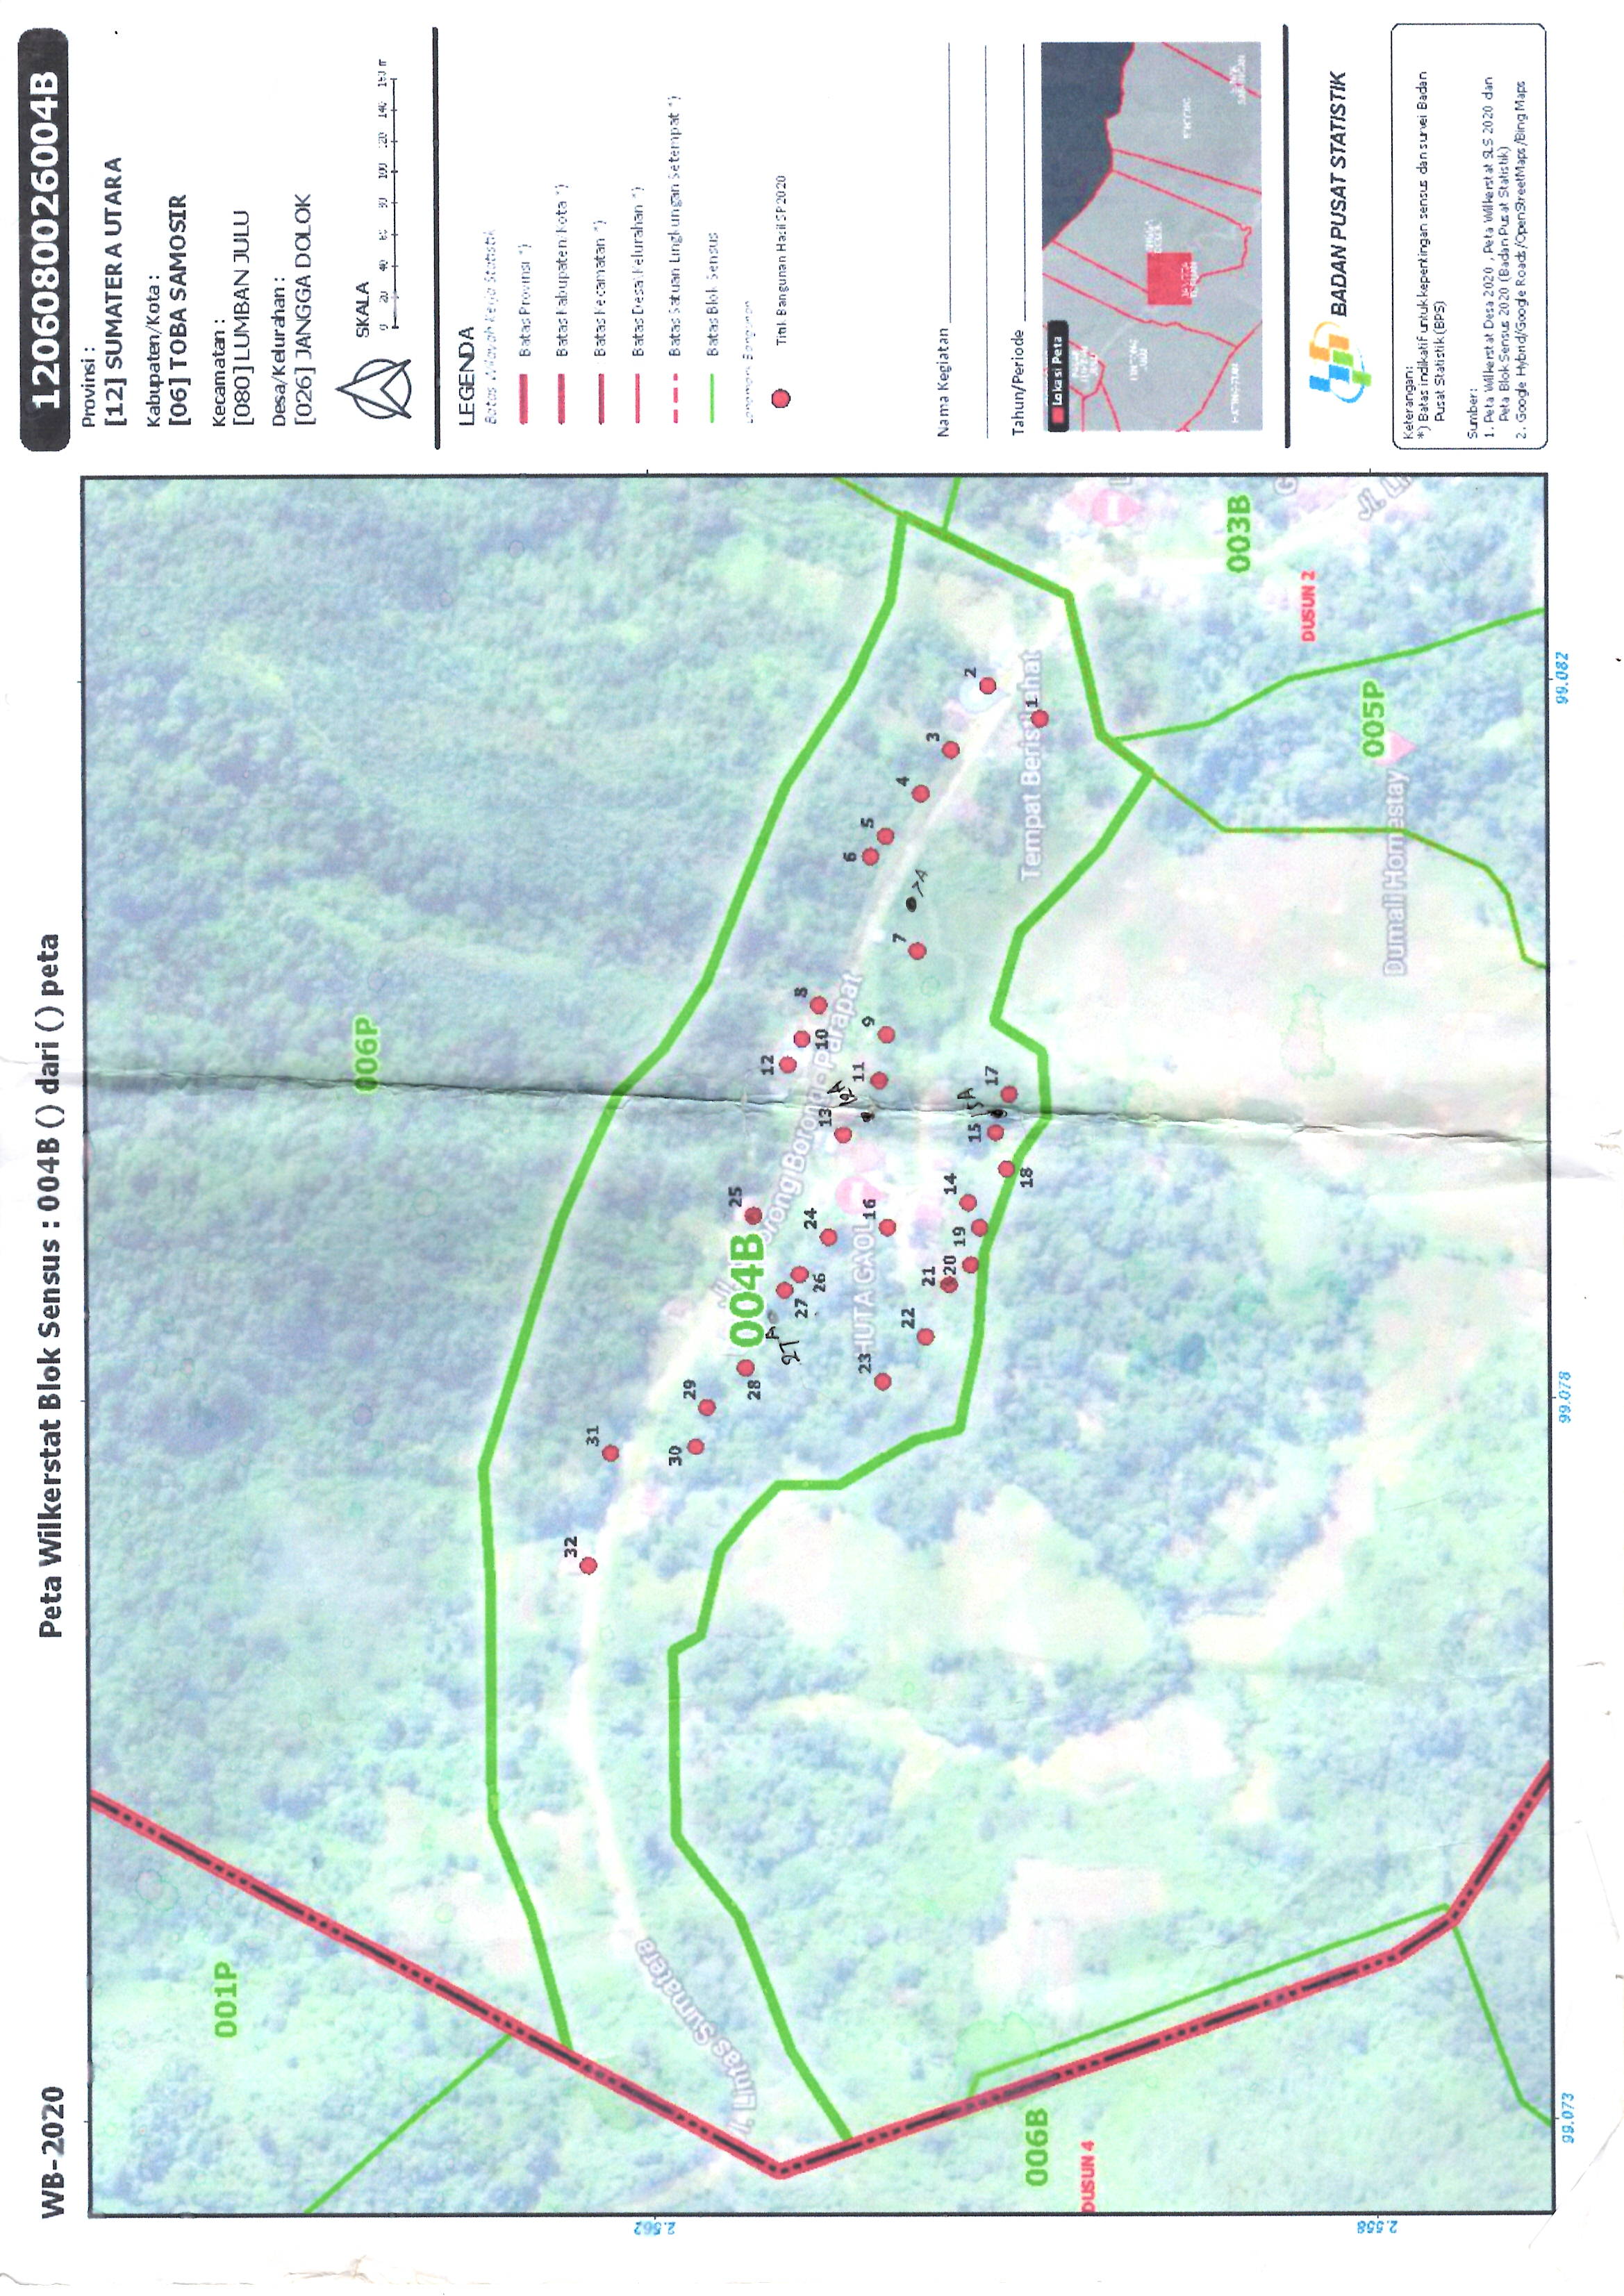 WB-2020
Peta Wilkerstat Blok Sensus : 004B () dari () peta
1206080026004B
Provinsi :
[12] SUMATERA UTARA
Kabupaten/Kota :
[06] TOBA SAMOSIR
Kecamatan :
[080] LUMBAN JULU
Desa/Kelurahan :
[026] JANGGA DOLOK
SKALA
0 20 40 60 80 100 120 140 160 m
LEGENDA
Batas Wilayah Kerja Statistik
Batas Provinsi *)
Batas Kabupaten/Kota *)
Batas Kecamatan *)
Batas Desa/Kelurahan *)
Batas Satuan Lingkungan Setempat *)
Batas Blok Sensus
Landmark Bangunan
Titik Bangunan Hasil SP2020
Nama Kegiatan
Tahun/Periode
Lokasi Peta
JANGGA DOLOK
BADAN PUSAT STATISTIK
Keterangan:
*) Batas indikatif untuk kepentingan sensus dan survei Badan
Pusat Statistik (BPS)
Sumber:
1. Peta Wilkerstat Desa 2020 , Peta Wilkerstat SLS 2020 dan
Peta Blok Sensus 2020 (Badan Pusat Statistik)
2. Google Hybrid/Google Roads/OpenStreetMaps/Bing Maps
001P
006P
32
31
Jl. Lintas Sumatera
2.562
30
29
28
004B
25
27A
27
26
12
8
10
24
Borong Borong - Parapat
13
12A
11
9
6
5
23
HUTA GAOL
16
7
7A
4
22
21
20
19
14
3
15
15A
17
2
18
Tempat Beristirahat
1
006B
DUSUN 4
003B
DUSUN 2
005P
Dumali Homestay
2.558
99.073
99.078
99.082